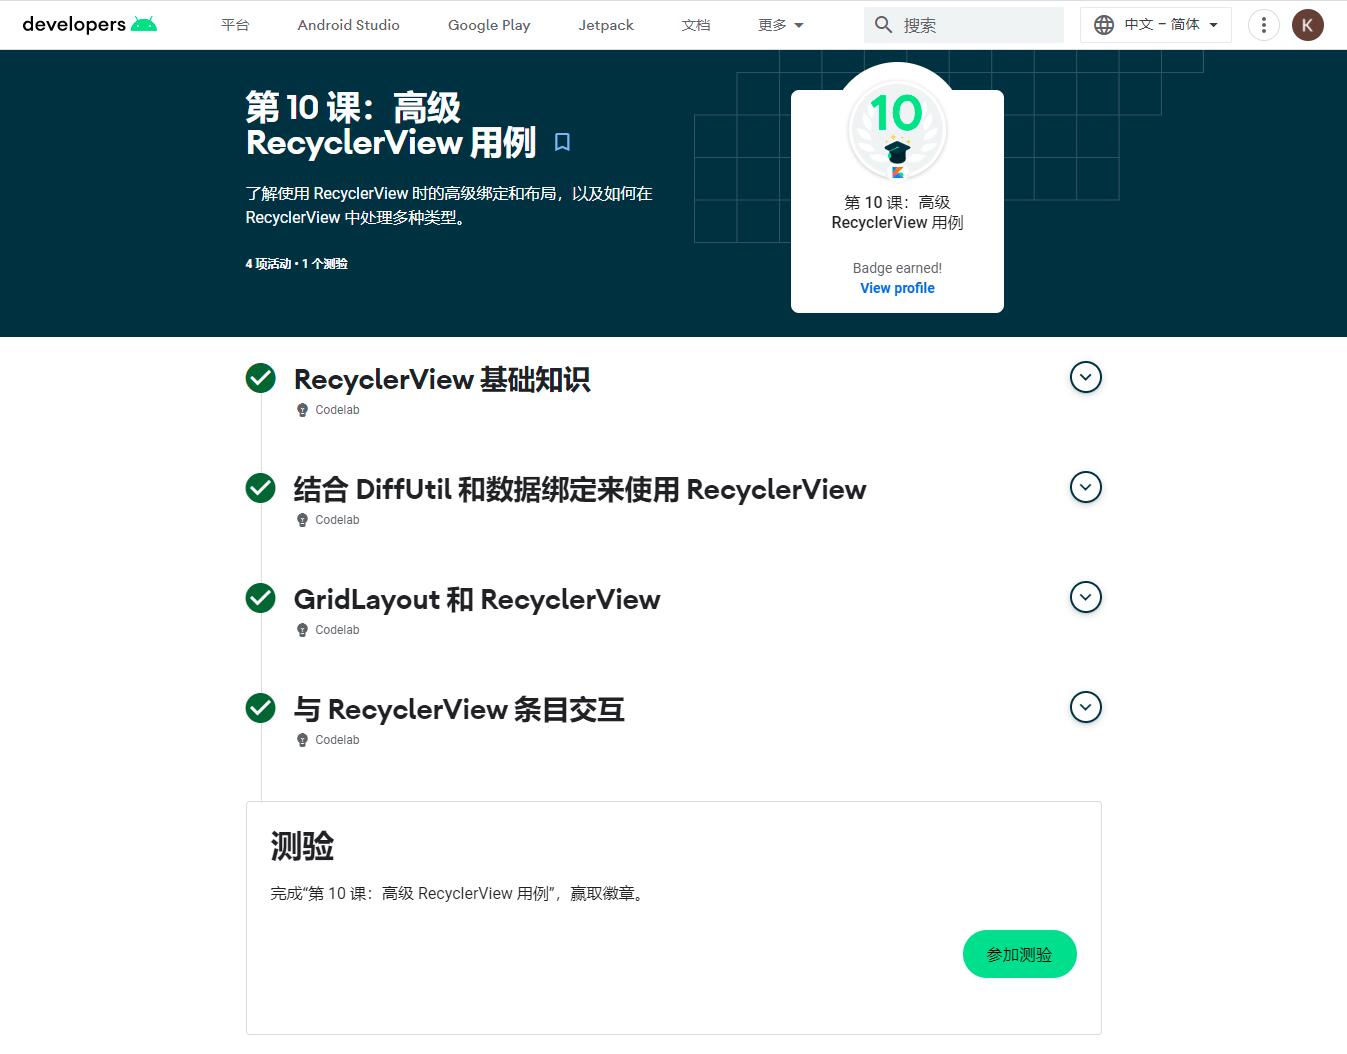 developers
平台
Android Studio
Google Play
Jetpack
文档
更多
搜索
中文 – 简体
K
第 10 课：高级
RecyclerView 用例
了解使用 RecyclerView 时的高级绑定和布局，以及如何在
RecyclerView 中处理多种类型。
4 项活动 • 1 个测验
10
第 10 课：高级
RecyclerView 用例
Badge earned!
View profile
RecyclerView 基础知识
Codelab
结合 DiffUtil 和数据绑定来使用 RecyclerView
Codelab
GridLayout 和 RecyclerView
Codelab
与 RecyclerView 条目交互
Codelab
测验
完成“第 10 课：高级 RecyclerView 用例”，赢取徽章。
参加测验